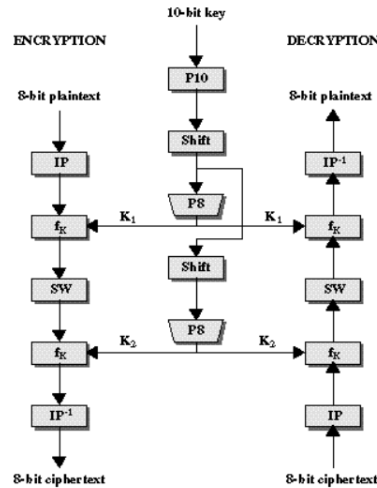 10-bit key
ENCRYPTION
DECRYPTION
P10
8-bit plaintext
8-bit plaintext
Shift
IP
IP-1
P8
K1
K1
fK
fK
Shift
SW
SW
P8
K2
K2
fK
fK
IP-1
IP
8-bit ciphertext
8-bit ciphertext